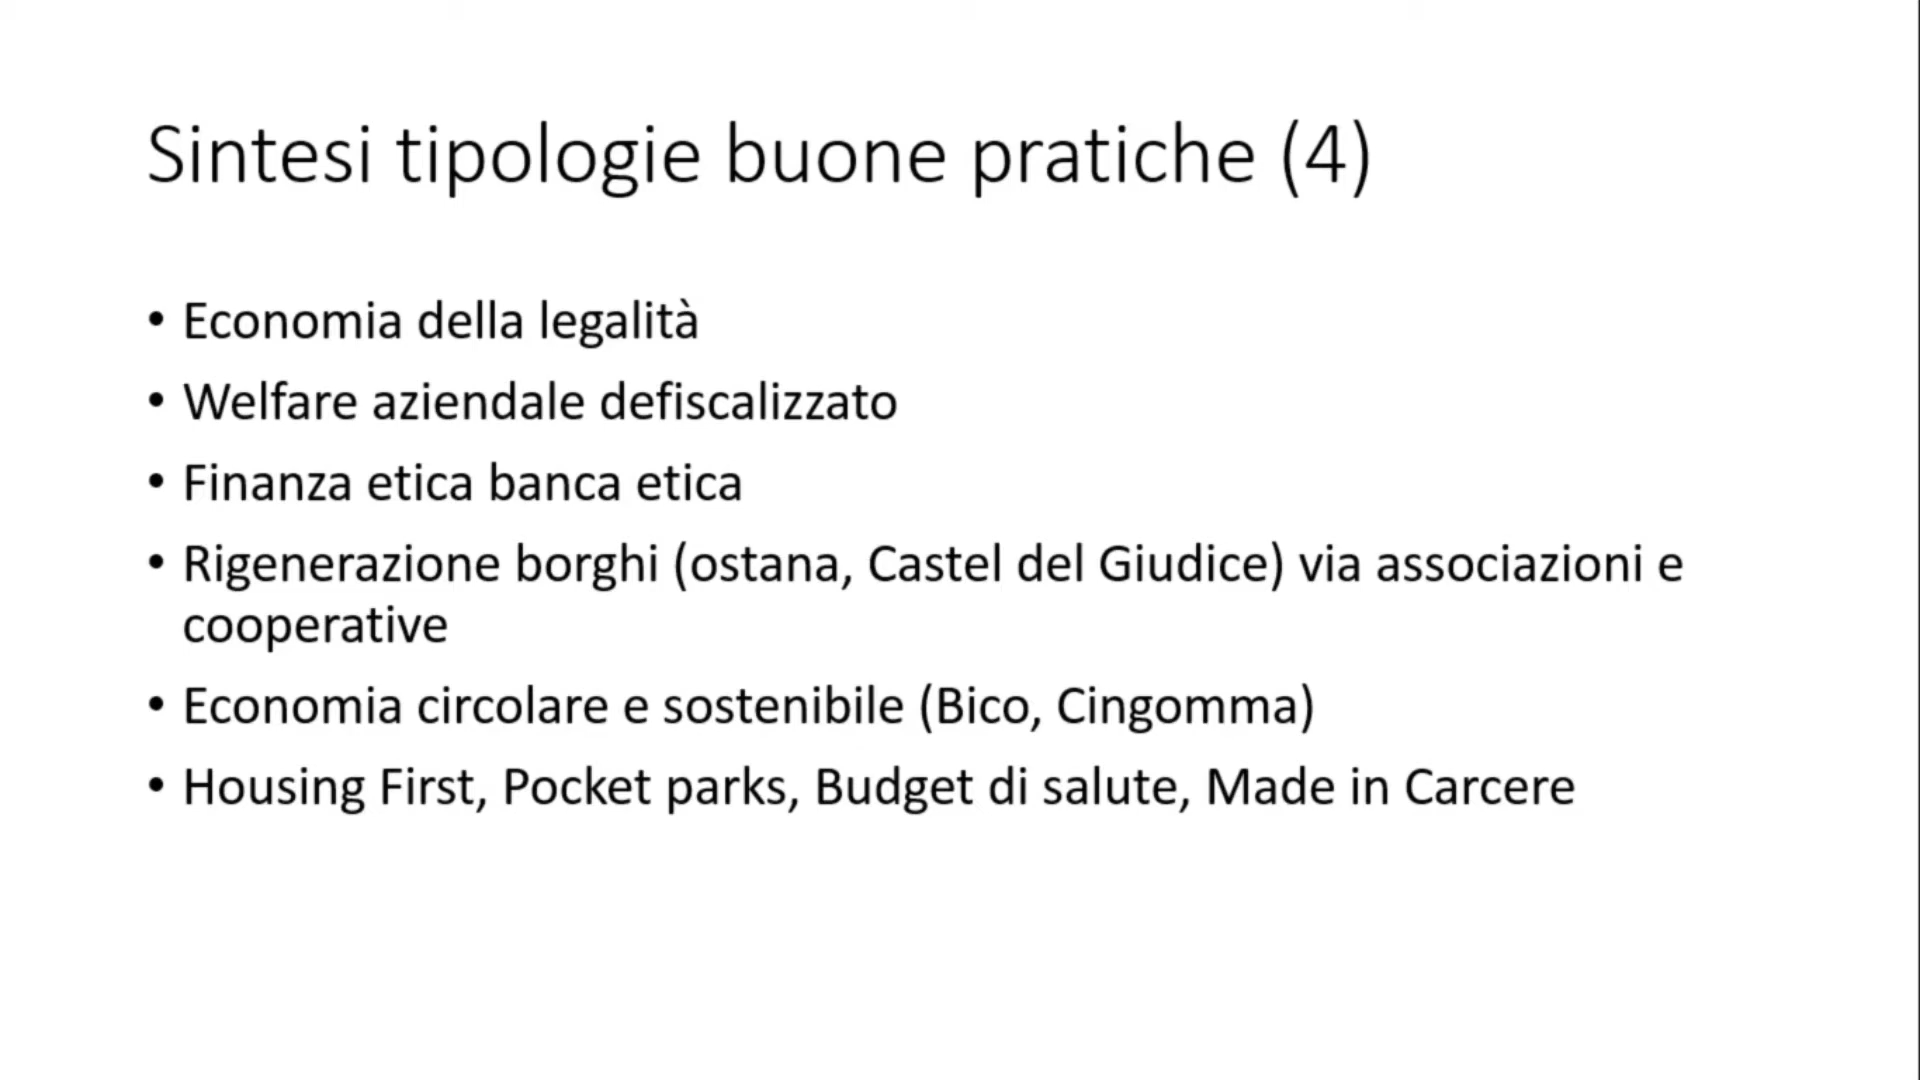 Sintesi tipologie buone pratiche (4)
• Economia della legalità
• Welfare aziendale defiscalizzato
• Finanza etica banca etica
• Rigenerazione borghi (ostana, Castel del Giudice) via associazioni e
cooperative
• Economia circolare e sostenibile (Bico, Cingomma)
• Housing First, Pocket parks, Budget di salute, Made in Carcere